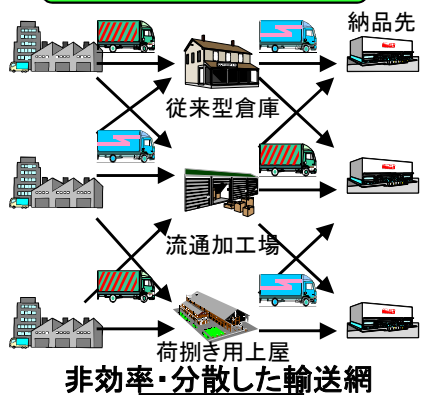 納品先
従来型倉庫
流通加工場
荷捌き用上屋
非効率・分散した輸送網